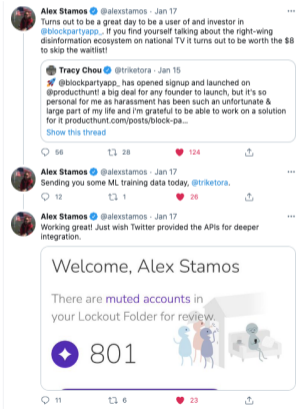 Alex Stamos @alexstamos · Jan 17
Turns out to be a great day to be a user of and investor in
@blockpartyapp_. If you find yourself talking about the right-wing
disinformation ecosystem on national TV it turns out to be worth the $8
to skip the waitlist!
Tracy Chou @triketora · Jan 15
🚀 @blockpartyapp_ has opened signup and launched on
@producthunt! a big deal for any founder to launch, but it's so
personal for me as harassment has been such an unfortunate &
large part of my life and i'm grateful to be able to work on a solution
for it producthunt.com/posts/block-pa...
Show this thread
56 28 124
Alex Stamos @alexstamos · Jan 17
Sending you some ML training data today, @triketora.
12 1 26
Alex Stamos @alexstamos · Jan 17
Working great! Just wish Twitter provided the APIs for deeper
integration.
Welcome, Alex Stamos
There are muted accounts in
your Lockout Folder for review.
801
11 6 23